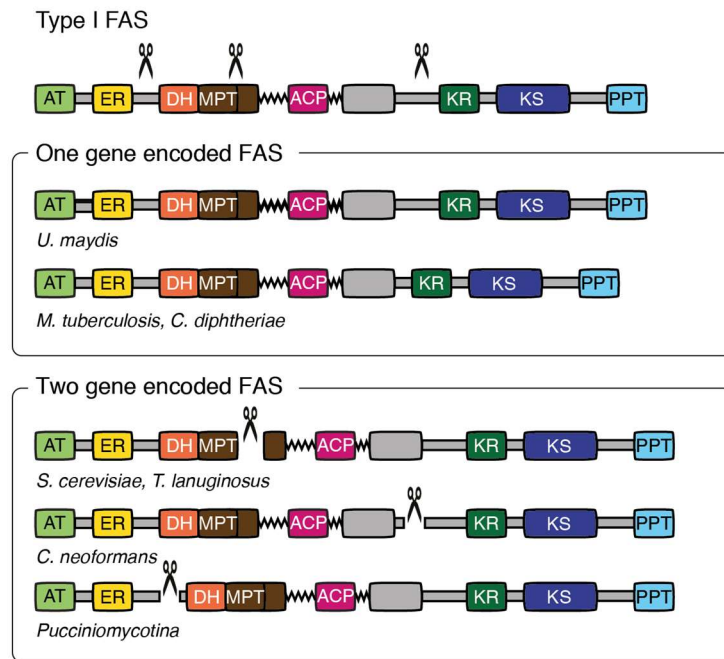 Type I FAS
AT ER DH MPT ACP KR KS PPT
One gene encoded FAS
AT ER DH MPT ACP KR KS PPT
U. maydis
AT ER DH MPT ACP KR KS PPT
M. tuberculosis, C. diphtheriae
Two gene encoded FAS
AT ER DH MPT ACP KR KS PPT
S. cerevisiae, T. lanuginosus
AT ER DH MPT ACP KR KS PPT
C. neoformans
AT ER DH MPT ACP KR KS PPT
Pucciniomycotina